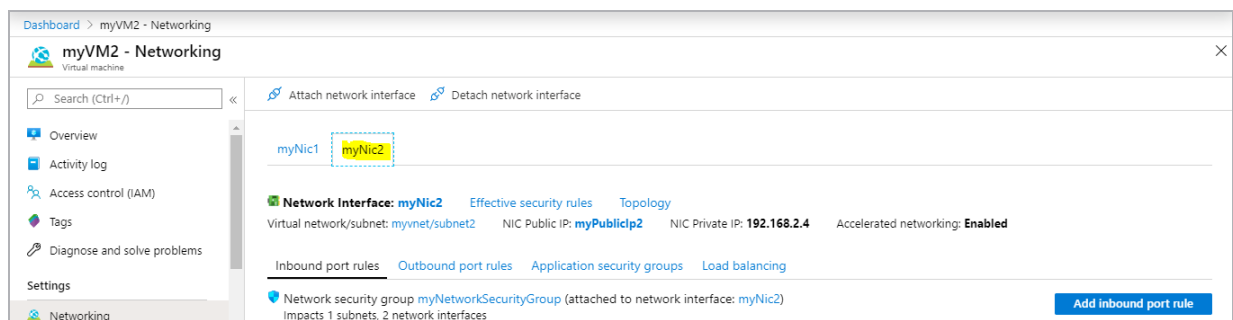 Dashboard > myVM2 - Networking
myVM2 - Networking
Virtual machine
Search (Ctrl+/)
«
Overview
Activity log
Access control (IAM)
Tags
Diagnose and solve problems
Settings
Networking
Attach network interface Detach network interface
myNic1 myNic2
Network Interface: myNic2 Effective security rules Topology
Virtual network/subnet: myvnet/subnet2 NIC Public IP: myPublicIp2 NIC Private IP: 192.168.2.4 Accelerated networking: Enabled
Inbound port rules Outbound port rules Application security groups Load balancing
Network security group myNetworkSecurityGroup (attached to network interface: myNic2)
Impacts 1 subnets, 2 network interfaces
Add inbound port rule